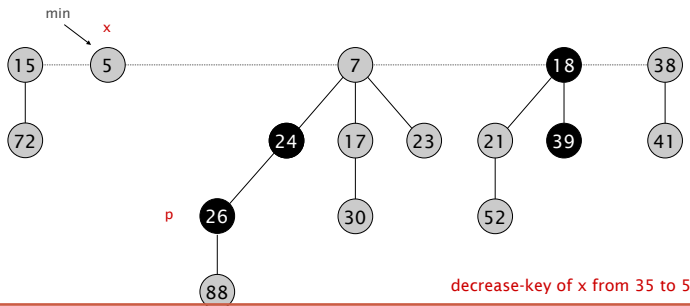 min
x
15 5 7 18 38
72 24 17 23 21 39 41
p 26 30 52
88
decrease-key of x from 35 to 5